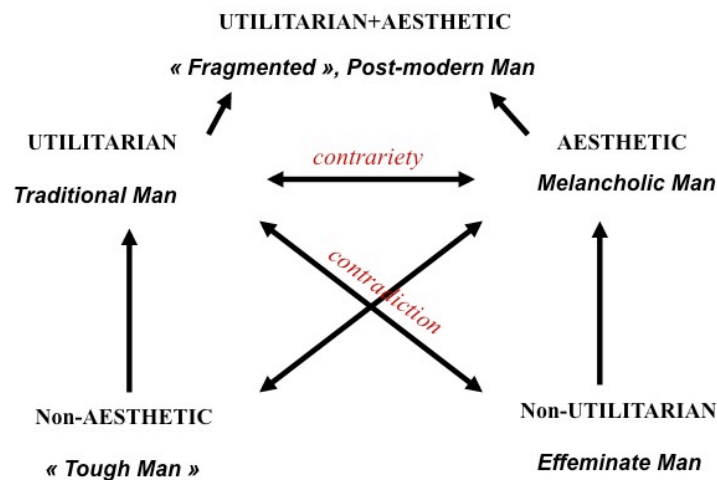 UTILITARIAN+AESTHETIC
« Fragmented », Post-modern Man
UTILITARIAN
Traditional Man
contrariety
AESTHETIC
Melancholic Man
contradiction
Non-AESTHETIC
« Tough Man »
Non-UTILITARIAN
Effeminate Man